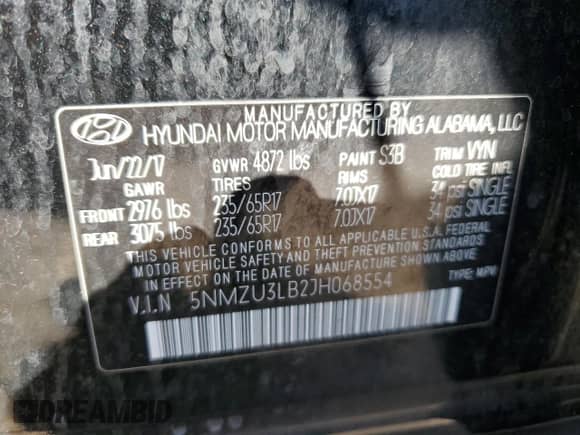 MANUFACTURED BY
HYUNDAI MOTOR MANUFACTURING ALABAMA, LLC
Jun/22/17 GVWR 4872 lbs PAINT S3B TRIM VYN
GAWR TIRES RIMS COLD TIRE INFL
FRONT 2976 lbs 235/65R17 7.0JX17 34 psi SINGLE
REAR 3075 lbs 235/65R17 7.0JX17 34 psi SINGLE
THIS VEHICLE CONFORMS TO ALL APPLICABLE U.S.A. FEDERAL
MOTOR VEHICLE SAFETY AND THEFT PREVENTION STANDARDS
IN EFFECT ON THE DATE OF MANUFACTURE SHOWN ABOVE.
V.I.N 5NMZU3LB2JH068554 TYPE: MPV
DREAMBID